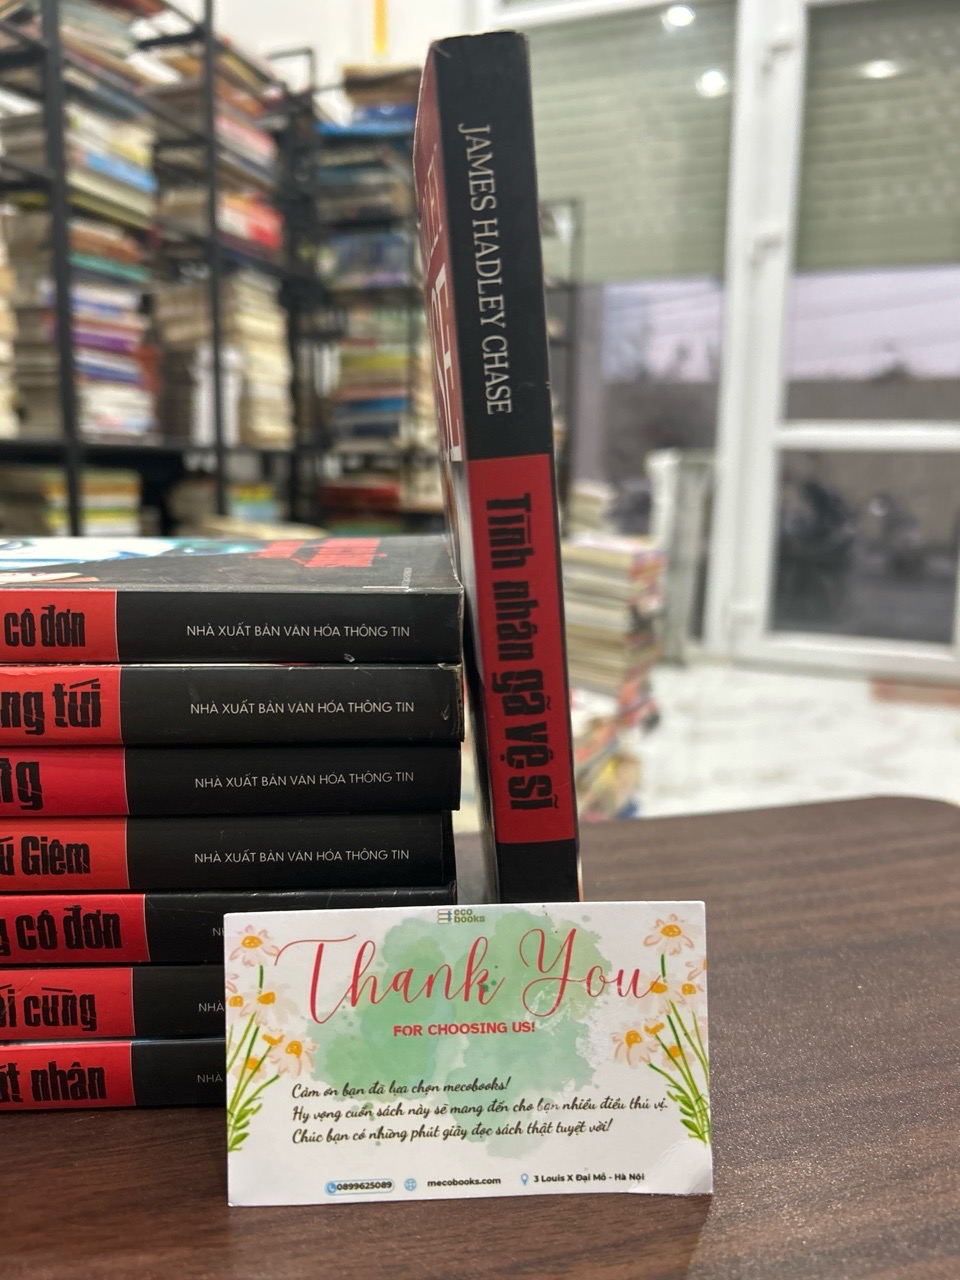 JAMES HADLEY CHASE
Tình nhân gã vệ sĩ
cô đơn
NHÀ XUẤT BẢN VĂN HÓA THÔNG TIN
ng túi
NHÀ XUẤT BẢN VĂN HÓA THÔNG TIN
ng
NHÀ XUẤT BẢN VĂN HÓA THÔNG TIN
ú Giêm
NHÀ XUẤT BẢN VĂN HÓA THÔNG TIN
g cô đơn
ối cùng
NHÀ
át nhân
NHÀ
eco
books
Thank You
FOR CHOOSING US!
Cảm ơn bạn đã lựa chọn mecobooks!
Hy vọng cuốn sách này sẽ mang đến cho bạn nhiều điều thú vị.
Chúc bạn có những phút giây đọc sách thật tuyệt vời!
0899625089 mecobooks.com 3 Louis X Đại Mỗ - Hà Nội